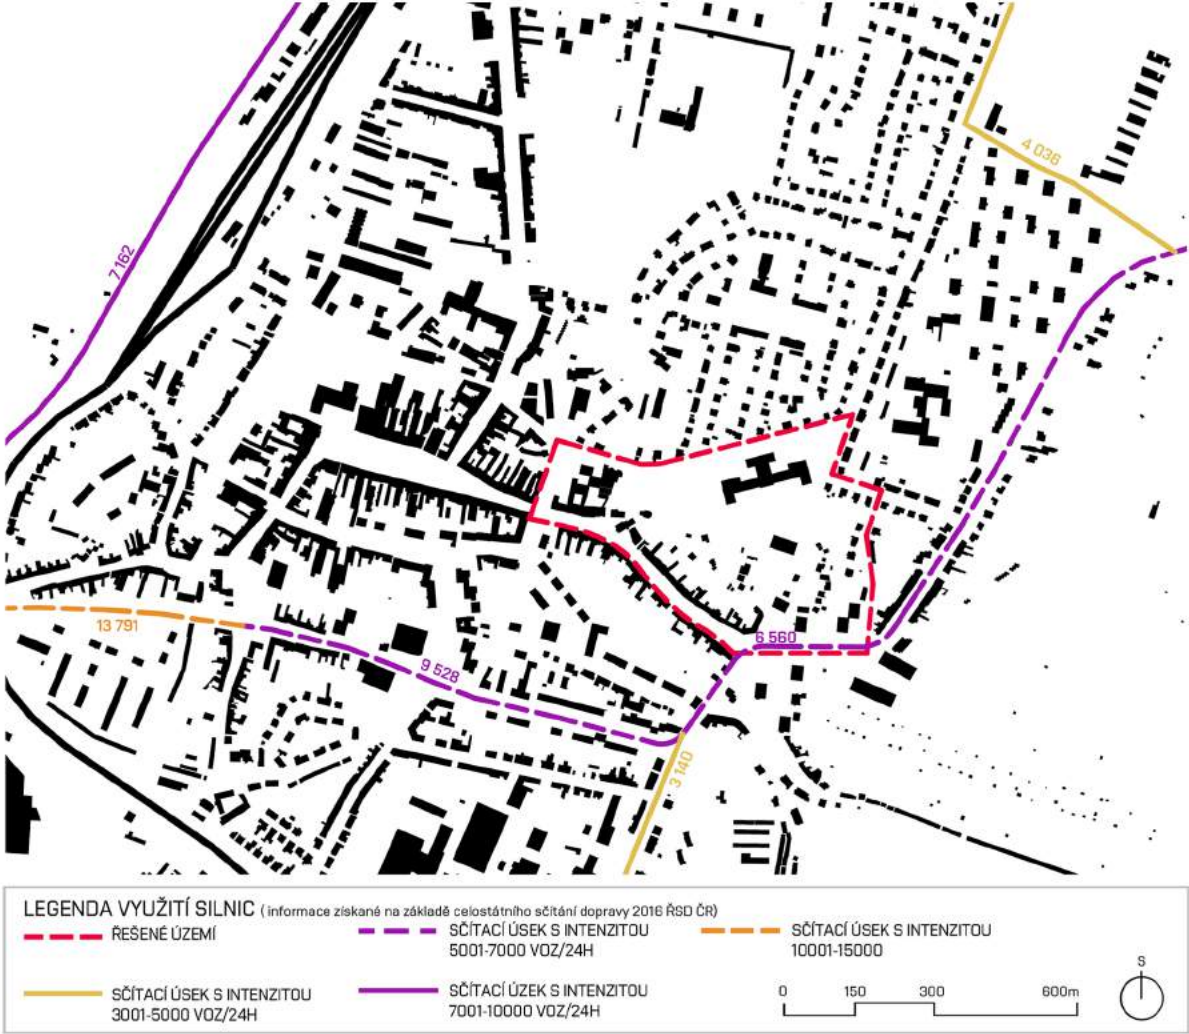 4 036
7 162
13 791
9 528
6 560
3 140
LEGENDA VYUŽITÍ SILNIC (informace získané na základě celostátního sčítání dopravy 2016 ŘSD ČR)
ŘEŠENÉ ÚZEMÍ
SČÍTACÍ ÚSEK S INTENZITOU
5001-7000 VOZ/24H
SČÍTACÍ ÚSEK S INTENZITOU
10001-15000
SČÍTACÍ ÚSEK S INTENZITOU
3001-5000 VOZ/24H
SČÍTACÍ ÚZEK S INTENZITOU
7001-10000 VOZ/24H
0 150 300 600m
S